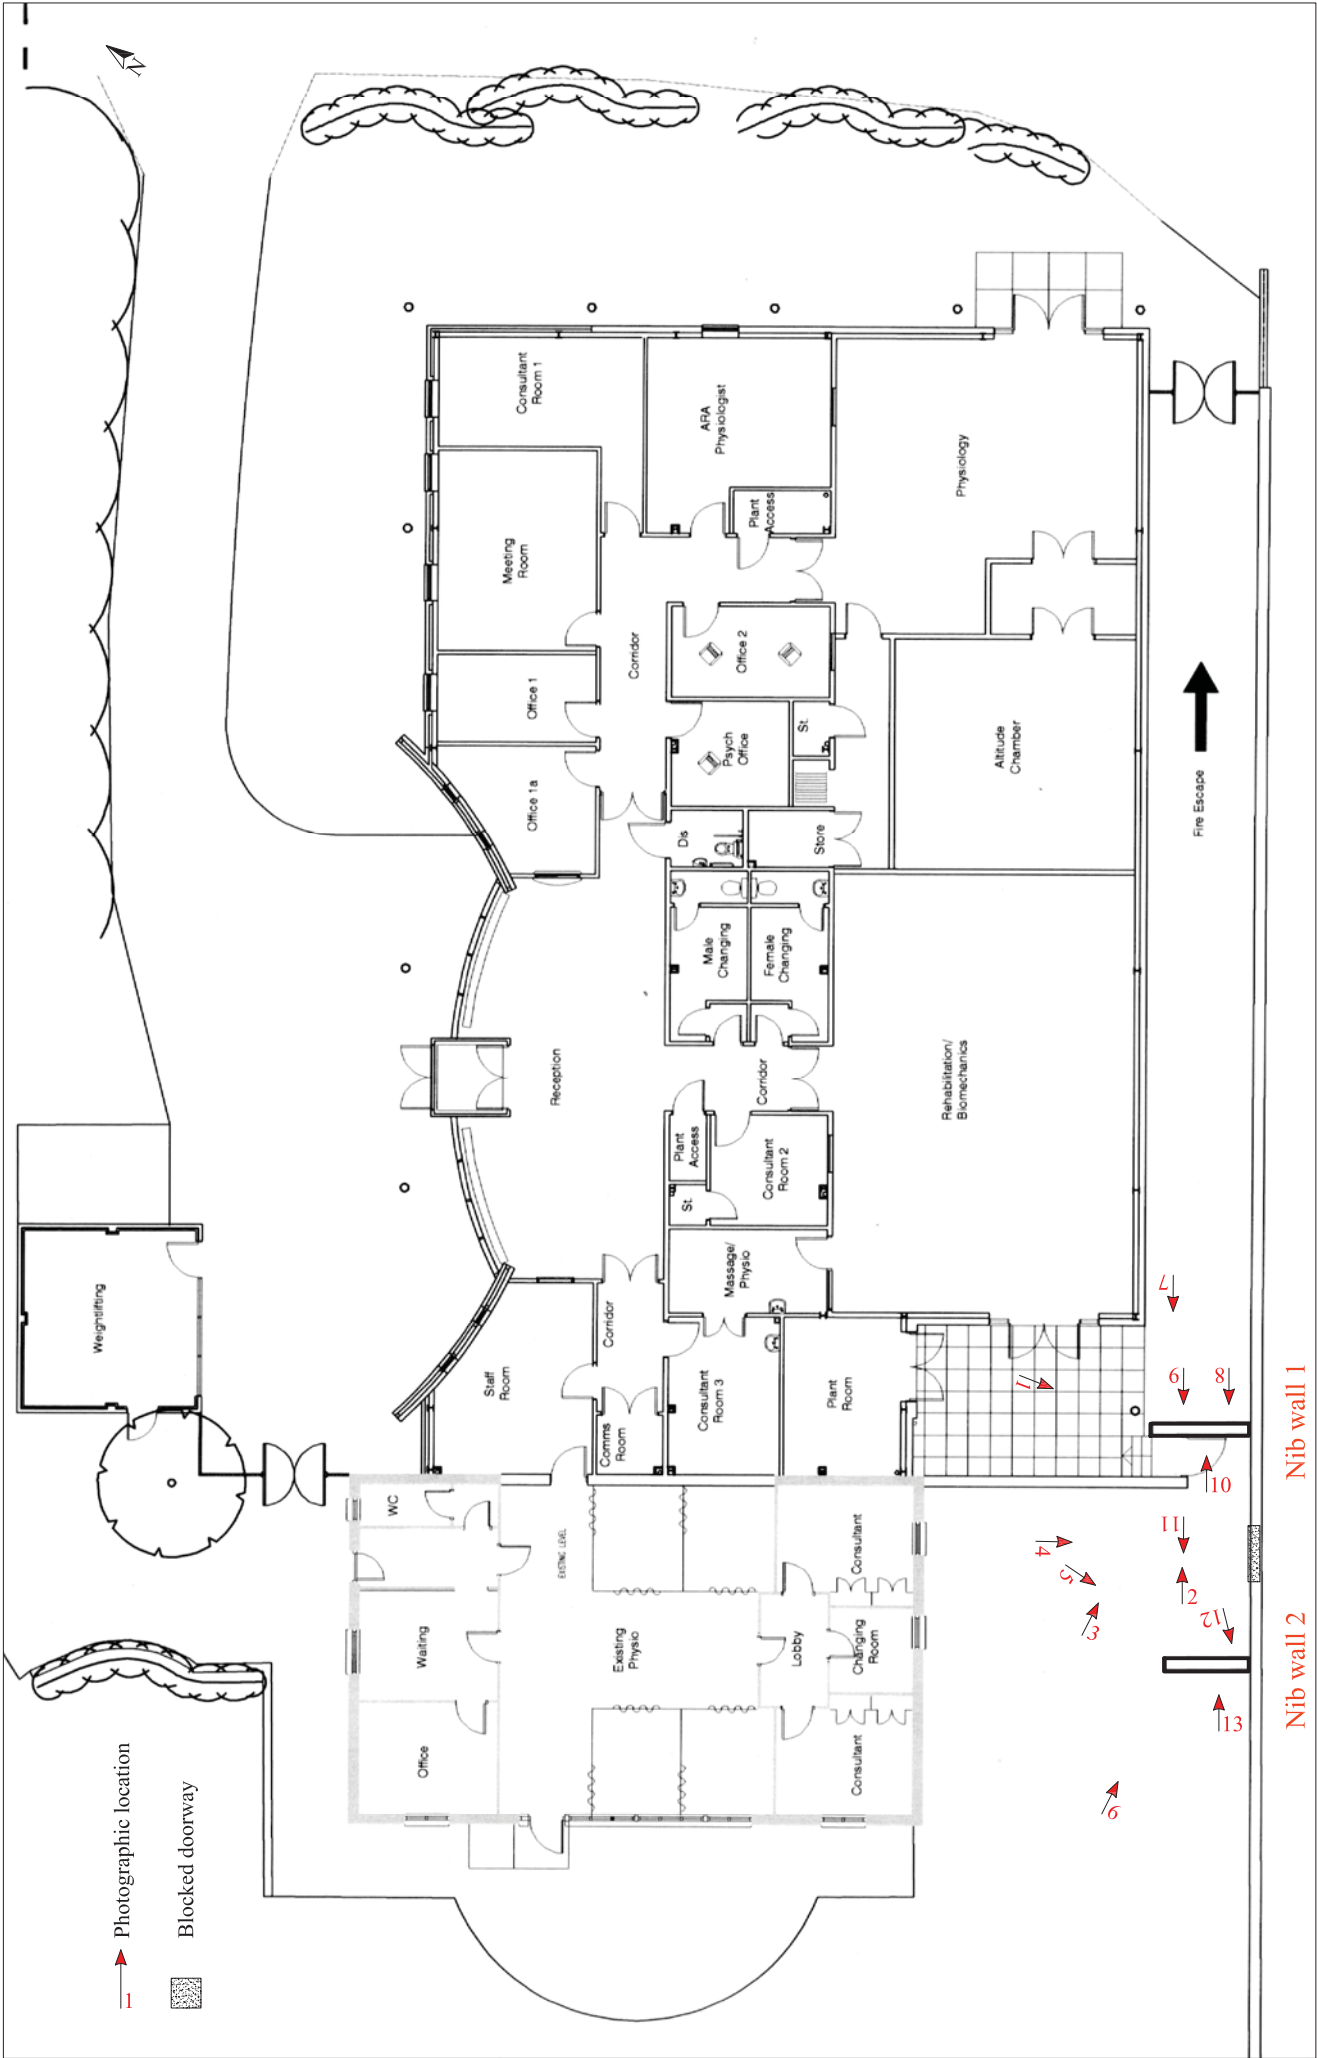 N
Consultant
Room 1
ARA
Physiologist
Physiology
Plant
Access
Meeting
Room
Corridor
Office 2
Office 1
Psych
Office
St.
Altitude
Chamber
Fire Escape
Office 1a
Dis
Store
Male
Changing
Female
Changing
Reception
Corridor
Rehabilitation/
Biomechanics
Plant
Access
Consultant
Room 2
St.
Massage/
Physio
Weightlifting
Corridor
Staff
Room
Comms
Room
Consultant
Room 3
Plant
Room
WC
EXISTING LEVEL
Consultant
Waiting
Existing
Physio
Lobby
Changing
Room
Office
Consultant
1
2
3
4
5
6
7
8
9
10
11
12
13
Nib wall 1
Nib wall 2
1 Photographic location
Blocked doorway